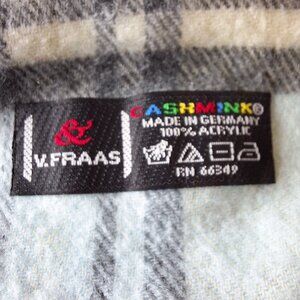 V.FRAAS
CASHMINK®
MADE IN GERMANY
100% ACRYLIC
RN 66349